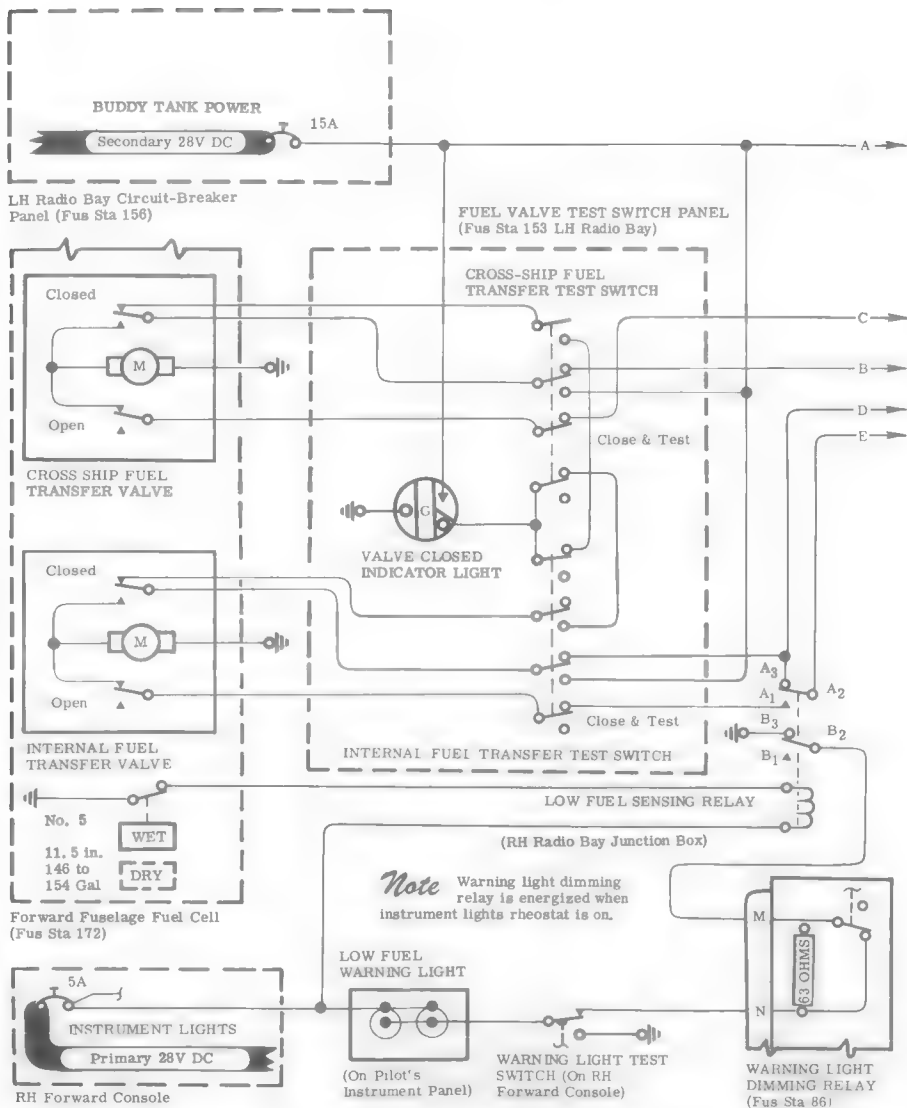 BUDDY TANK POWER
15A
Secondary 28V DC
A
LH Radio Bay Circuit-Breaker
Panel (Fus Sta 156)
FUEL VALVE TEST SWITCH PANEL
(Fus Sta 153 LH Radio Bay)
CROSS-SHIP FUEL
TRANSFER TEST SWITCH
Closed
C
M
B
D
Open
Close & Test
E
CROSS SHIP FUEL
TRANSFER VALVE
G
VALVE CLOSED
INDICATOR LIGHT
Closed
M
A3
A1
A2
Open
Close & Test
B3
B2
B1
INTERNAL FUEL
TRANSFER VALVE
INTERNAL FUEL TRANSFER TEST SWITCH
LOW FUEL SENSING RELAY
No. 5
WET
(RH Radio Bay Junction Box)
11.5 in.
146 to
154 Gal
DRY
Note Warning light dimming
relay is energized when
instrument lights rheostat is on.
Forward Fuselage Fuel Cell
(Fus Sta 172)
M
LOW FUEL
WARNING LIGHT
63 OHMS
5A
N
INSTRUMENT LIGHTS
Primary 28V DC
(On Pilot's
Instrument Panel)
WARNING LIGHT TEST
SWITCH (On RH
Forward Console)
WARNING LIGHT
DIMMING RELAY
(Fus Sta 86)
RH Forward Console